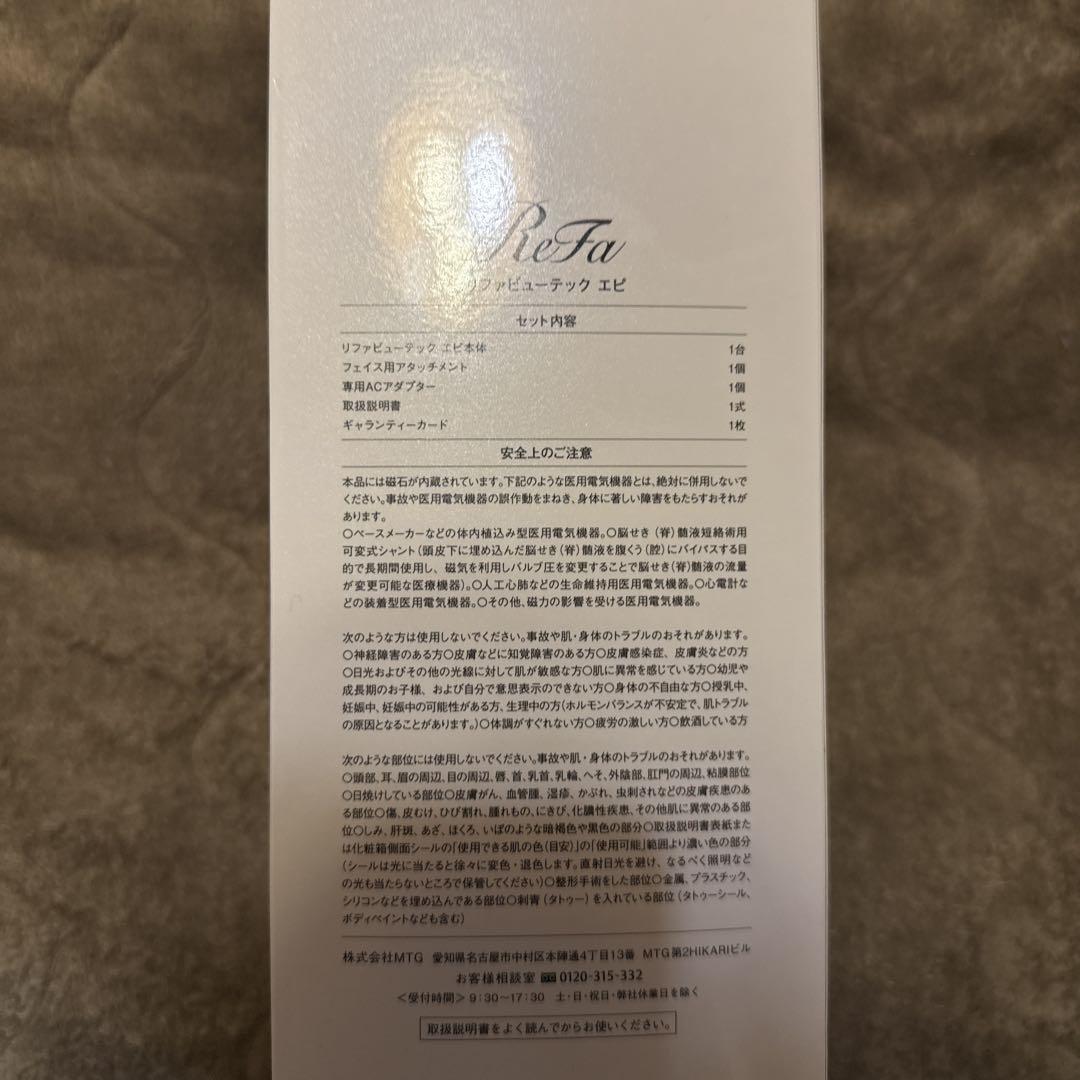 ReFa
リファビューテック エピ
セット内容
リファビューテック エピ本体 1台
フェイス用アタッチメント 1個
専用ACアダプター 1個
取扱説明書 1式
ギャランティーカード 1枚
安全上のご注意
本品には磁石が内蔵されています。下記のような医用電気機器とは、絶対に併用しないで
ください。事故や医用電気機器の誤作動をまねき、身体に著しい障害をもたらすおそれが
あります。
○ペースメーカーなどの体内植込み型医用電気機器。○脳せき（脊）髄液短絡術用
可変式シャント（頭皮下に埋め込んだ脳せき（脊）髄液を腹くう（腔）にバイパスする目
的で長期間使用し、磁気を利用しバルブ圧を変更することで脳せき（脊）髄液の流量
が変更可能な医療機器）。○人工心肺などの生命維持用医用電気機器。○心電計な
どの装着型医用電気機器。○その他、磁力の影響を受ける医用電気機器。
次のような方は使用しないでください。事故や肌・身体のトラブルのおそれがあります。
○神経障害のある方○皮膚などに知覚障害のある方○皮膚感染症、皮膚炎などの方
○日光およびその他の光線に対して肌が敏感な方○肌に異常を感じている方○幼児や
成長期のお子様、および自分で意思表示のできない方○身体の不自由な方○授乳中、
妊娠中、妊娠中の可能性がある方、生理中の方（ホルモンバランスが不安定で、肌トラブル
の原因となることがあります。）○体調がすぐれない方○疲労の激しい方○飲酒している方
次のような部位には使用しないでください。事故や肌・身体のトラブルのおそれがあります。
○頭部、耳、眉の周辺、目の周辺、唇、首、乳首、乳輪、へそ、外陰部、肛門の周辺、粘膜部位
○日焼けしている部位○皮膚がん、血管腫、湿疹、かぶれ、虫刺されなどの皮膚疾患のあ
る部位○傷、皮むけ、ひび割れ、腫れもの、にきび、化膿性疾患、その他肌に異常のある部
位○しみ、肝斑、あざ、ほくろ、いぼのような暗褐色や黒色の部分○取扱説明書表紙また
は化粧箱側面シールの「使用できる肌の色（目安）」の「使用可能」範囲より濃い色の部分
（シールは光に当たると徐々に変色・退色します。直射日光を避け、なるべく照明など
の光も当たらないところで保管してください）○整形手術をした部位○金属、プラスチック、
シリコンなどを埋め込んである部位○刺青（タトゥー）を入れている部位（タトゥーシール、
ボディペイントなども含む）
株式会社MTG 愛知県名古屋市中村区本陣通4丁目13番 MTG第2HIKARIビル
お客様相談室 0120-315-332
＜受付時間＞9:30〜17:30 土・日・祝日・弊社休業日を除く
取扱説明書をよく読んでからお使いください。